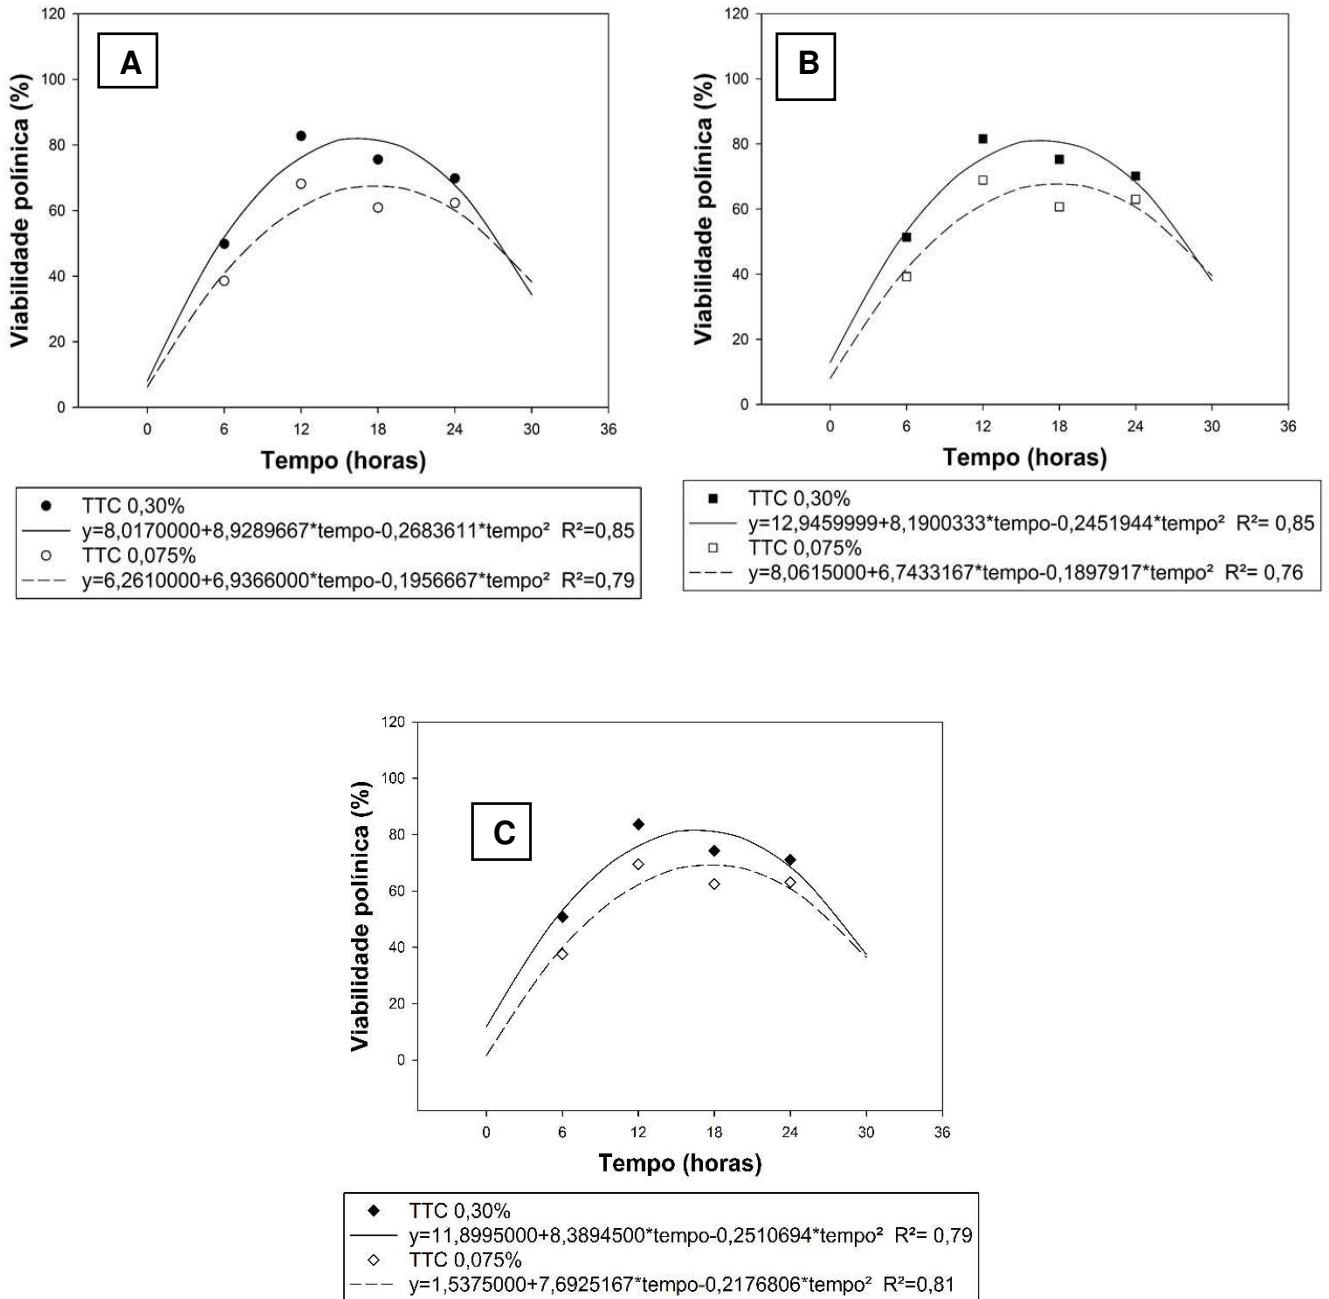 A
120
100
80
60
40
20
0
Viabilidade polínica (%)
0 6 12 18 24 30 36
Tempo (horas)
TTC 0,30%
y=8,0170000+8,9289667*tempo-0,2683611*tempo² R²=0,85
TTC 0,075%
y=6,2610000+6,9366000*tempo-0,1956667*tempo² R²=0,79
B
120
100
80
60
40
20
0
Viabilidade polínica (%)
0 6 12 18 24 30 36
Tempo (horas)
TTC 0,30%
y=12,9459999+8,1900333*tempo-0,2451944*tempo² R²= 0,85
TTC 0,075%
y=8,0615000+6,7433167*tempo-0,1897917*tempo² R²= 0,76
C
120
100
80
60
40
20
0
Viabilidade polínica (%)
0 6 12 18 24 30 36
Tempo (horas)
TTC 0,30%
y=11,8995000+8,3894500*tempo-0,2510694*tempo² R²= 0,79
TTC 0,075%
y=1,5375000+7,6925167*tempo-0,2176806*tempo² R²=0,81